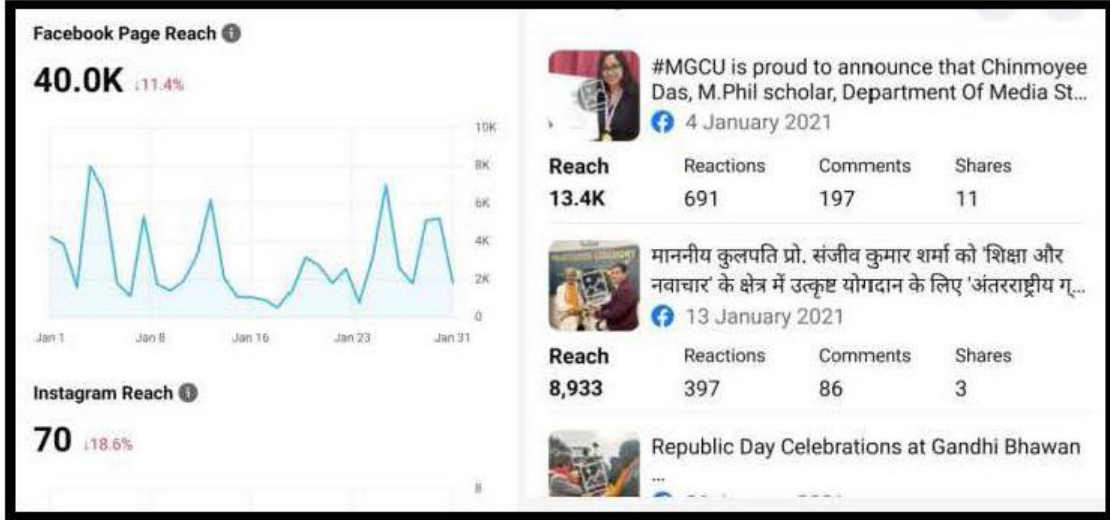 Facebook Page Reach
40.0K ↓11.4%
10K
8K
6K
4K
2K
0
Jan 1 Jan 8 Jan 16 Jan 23 Jan 31
Instagram Reach
70 ↓18.6%
8
#MGCU is proud to announce that Chinmoyee
Das, M.Phil scholar, Department Of Media St...
4 January 2021
Reach Reactions Comments Shares
13.4K 691 197 11
माननीय कुलपति प्रो. संजीव कुमार शर्मा को 'शिक्षा और
नवाचार' के क्षेत्र में उत्कृष्ट योगदान के लिए 'अंतरराष्ट्रीय ग्...
13 January 2021
Reach Reactions Comments Shares
8,933 397 86 3
Republic Day Celebrations at Gandhi Bhawan
...